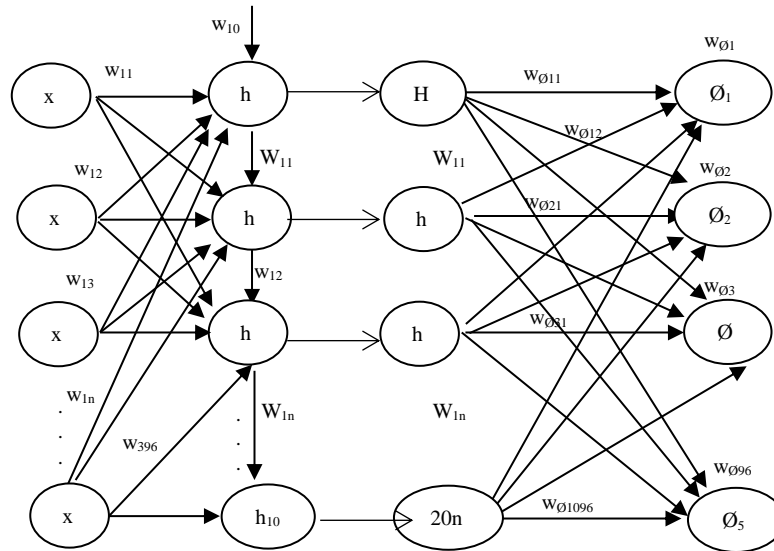 w10
wØ1
w11
x
h
H
wØ11
Ø1
wØ12
w12
W11
W11
wØ2
x
h
h
wØ21
Ø2
w13
w12
wØ3
x
h
h
wØ31
Ø
w1n
W1n
W1n
.
.
.
w396
.
.
.
wØ96
x
h10
20n
wØ1096
Ø5